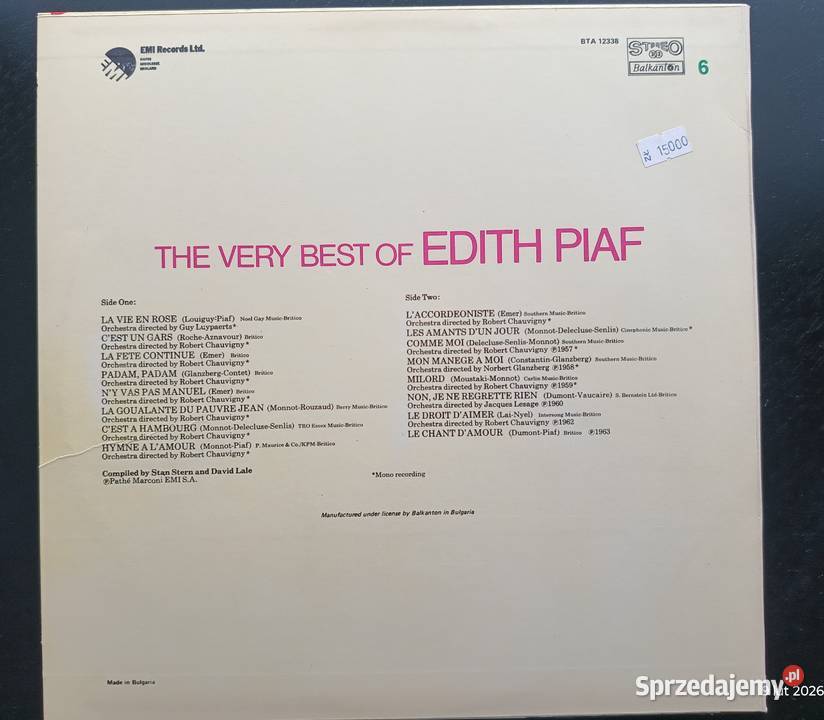 EMI Records Ltd.
HAYES
MIDDLESEX
ENGLAND
BTA 12338
STEREO
Balkanton
6
15000
THE VERY BEST OF EDITH PIAF
Side One:
LA VIE EN ROSE (Louiguy-Piaf) Noel Gay Music-Britico
Orchestra directed by Guy Luypaerts*
C'EST UN GARS (Roche-Aznavour) Britico
Orchestra directed by Robert Chauvigny*
LA FETE CONTINUE (Emer) Britico
Orchestra directed by Robert Chauvigny*
PADAM, PADAM (Glanzberg-Contet) Britico
Orchestra directed by Robert Chauvigny*
N'Y VAS PAS MANUEL (Emer) Britico
Orchestra directed by Robert Chauvigny*
LA GOUALANTE DU PAUVRE JEAN (Monnot-Rouzaud) Berry Music-Britico
Orchestra directed by Robert Chauvigny*
C'EST A HAMBOURG (Monnot-Delecluse-Senlis) TRO Essex Music-Britico
Orchestra directed by Robert Chauvigny*
HYMNE A L'AMOUR (Monnot-Piaf) P. Maurice & Co./KPM-Britico
Orchestra directed by Robert Chauvigny*
Compiled by Stan Stern and David Lale
℗Pathé Marconi EMI S.A.
Side Two:
L'ACCORDEONISTE (Emer) Southern Music-Britico
Orchestra directed by Robert Chauvigny*
LES AMANTS D'UN JOUR (Monnot-Delecluse-Senlis) Cinephonic Music-Britico*
COMME MOI (Delecluse-Senlis-Monnot) Southern Music-Britico
Orchestra directed by Robert Chauvigny ℗1957*
MON MANEGE A MOI (Constantin-Glanzberg) Southern Music-Britico
Orchestra directed by Norbert Glanzberg ℗1958*
MILORD (Moustaki-Monnot) Carlin Music-Britico
Orchestra directed by Robert Chauvigny ℗1959*
NON, JE NE REGRETTE RIEN (Dumont-Vaucaire) S. Bernstein Ltd-Britico
Orchestra directed by Jacques Lesage ℗1960
LE DROIT D'AIMER (Lai-Nyel) Intersong Music-Britico
Orchestra directed by Robert Chauvigny ℗1962
LE CHANT D'AMOUR (Dumont-Piaf) Britico ℗1963
*Mono recording
Manufactured under license by Balkanton in Bulgaria
Made in Bulgaria
Sprzedajemy.pl
lut 2026